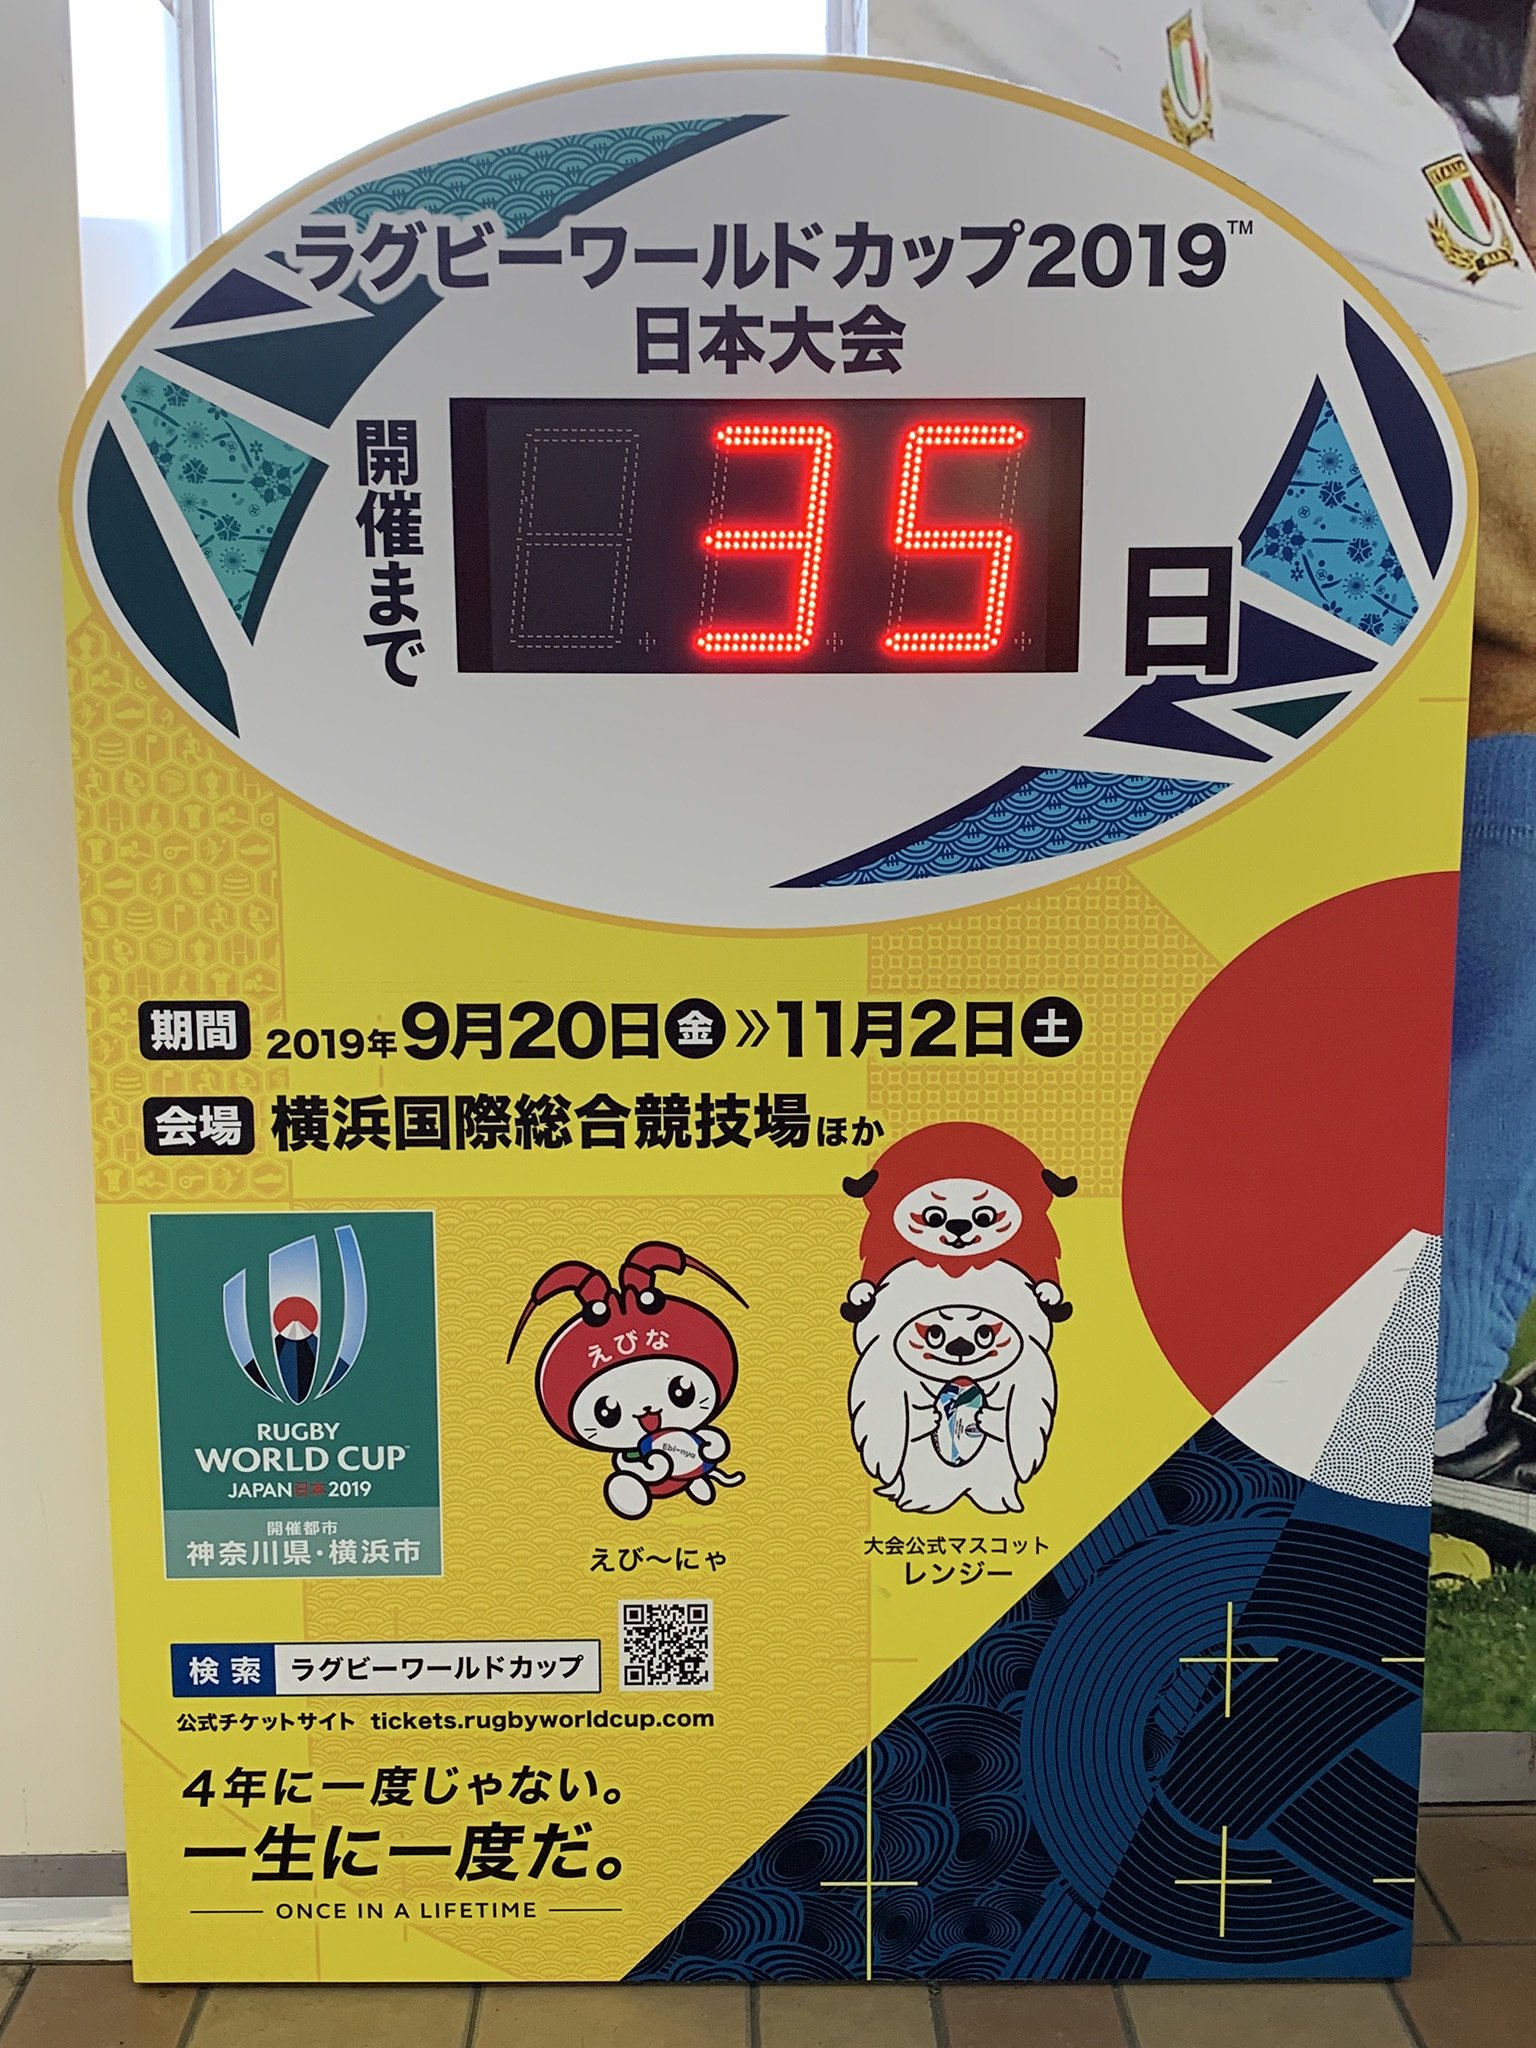 ラグビーワールドカップ2019™
日本大会
開催まで
35
日
期間 2019年9月20日金》11月2日土
会場 横浜国際総合競技場ほか
RUGBY
WORLD CUP™
JAPAN日本2019
開催都市
神奈川県・横浜市
えびな
Ebi-nya
えび〜にゃ
大会公式マスコット
レンジー
検索 ラグビーワールドカップ
公式チケットサイト tickets.rugbyworldcup.com
4年に一度じゃない。
一生に一度だ。
ONCE IN A LIFETIME